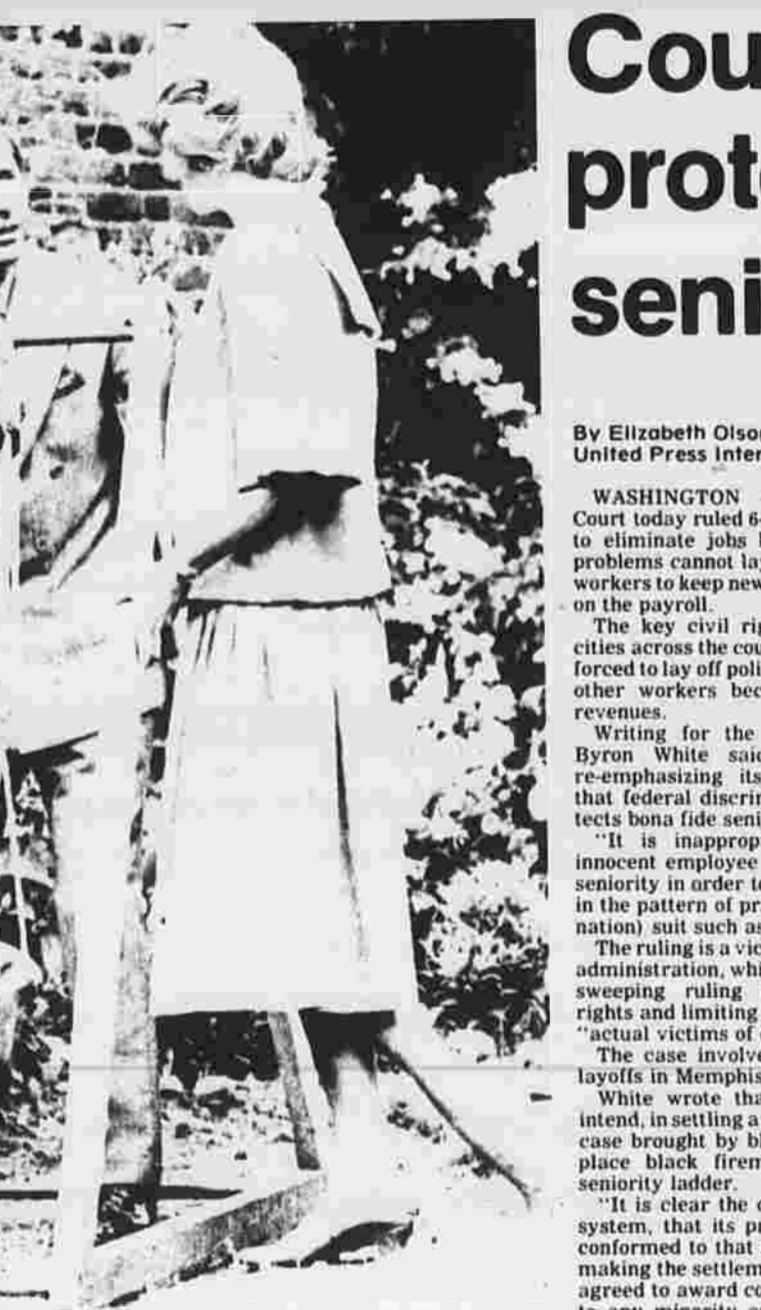 Cou
prot
seni
By Elizabeth Olso
United Press Inter
WASHINGTON
Court today ruled 6-
to eliminate jobs
problems cannot la
workers to keep new
on the payroll.
The key civil rig
cities across the cou
forced to lay off poli
other workers bec
revenues.
Writing for the
Byron White said
re-emphasizing its
that federal discrim
tects bona fide seni
"It is inapprop
innocent employee
seniority in order t
in the pattern of pr
nation) suit such as
The ruling is a vic
administration, whi
sweeping ruling
rights and limiting
"actual victims of
The case involve
layoffs in Memphis
White wrote tha
intend, in settling a
case brought by bl
place black firem
seniority ladder.
"It is clear the
system, that its pr
conformed to that
making the settlem
agreed to award co